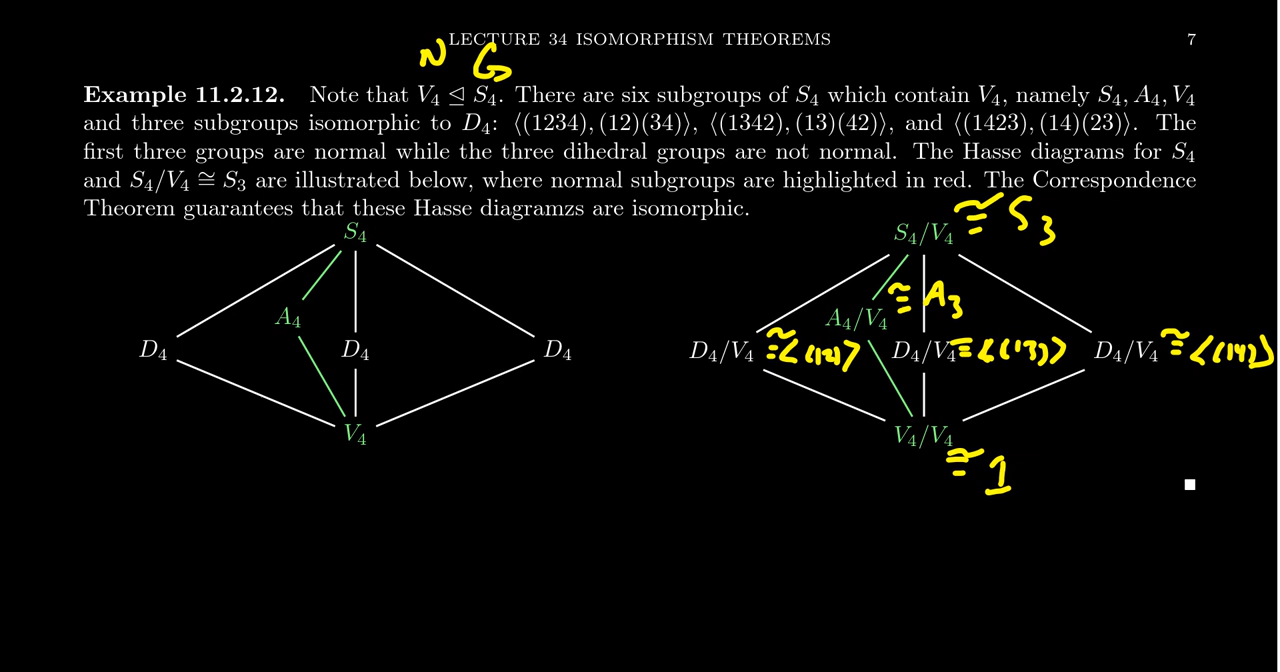 LECTURE 34 ISOMORPHISM THEOREMS 7
N G
Example 11.2.12. Note that V₄ ⊴ S₄. There are six subgroups of S₄ which contain V₄, namely S₄, A₄, V₄
and three subgroups isomorphic to D₄: ⟨(1234), (12)(34)⟩, ⟨(1342), (13)(42)⟩, and ⟨(1423), (14)(23)⟩. The
first three groups are normal while the three dihedral groups are not normal. The Hasse diagrams for S₄
and S₄/V₄ ≅ S₃ are illustrated below, where normal subgroups are highlighted in red. The Correspondence
Theorem guarantees that these Hasse diagramzs are isomorphic.
S₄ S₄/V₄ ≅ S₃
A₄ A₄/V₄ ≅ A₃
D₄ D₄ D₄ D₄/V₄ ≅ ⟨(12)⟩ D₄/V₄ ≅ ⟨(13)⟩ D₄/V₄ ≅ ⟨(14)⟩
V₄ V₄/V₄ ≅ 1